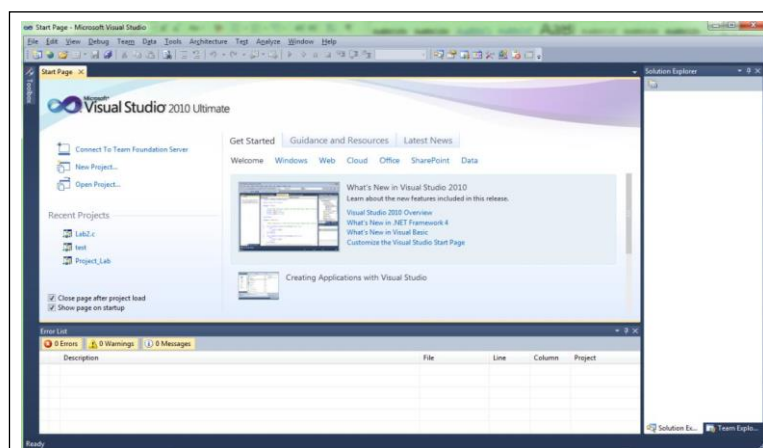 Start Page - Microsoft Visual Studio
File Edit View Debug Team Data Tools Architecture Test Analyze Window Help
Toolbox
Start Page
Solution Explorer
Microsoft
Visual Studio 2010 Ultimate
Connect To Team Foundation Server
New Project...
Open Project...
Recent Projects
Lab2.c
test
Project_Lab
Close page after project load
Show page on startup
Get Started Guidance and Resources Latest News
Welcome Windows Web Cloud Office SharePoint Data
What's New in Visual Studio 2010
Learn about the new features included in this release.
Visual Studio 2010 Overview
What's New in .NET Framework 4
What's New in Visual Basic
Customize the Visual Studio Start Page
Creating Applications with Visual Studio
Error List
0 Errors 0 Warnings 0 Messages
Description File Line Column Project
Solution Ex... Team Explo...
Ready